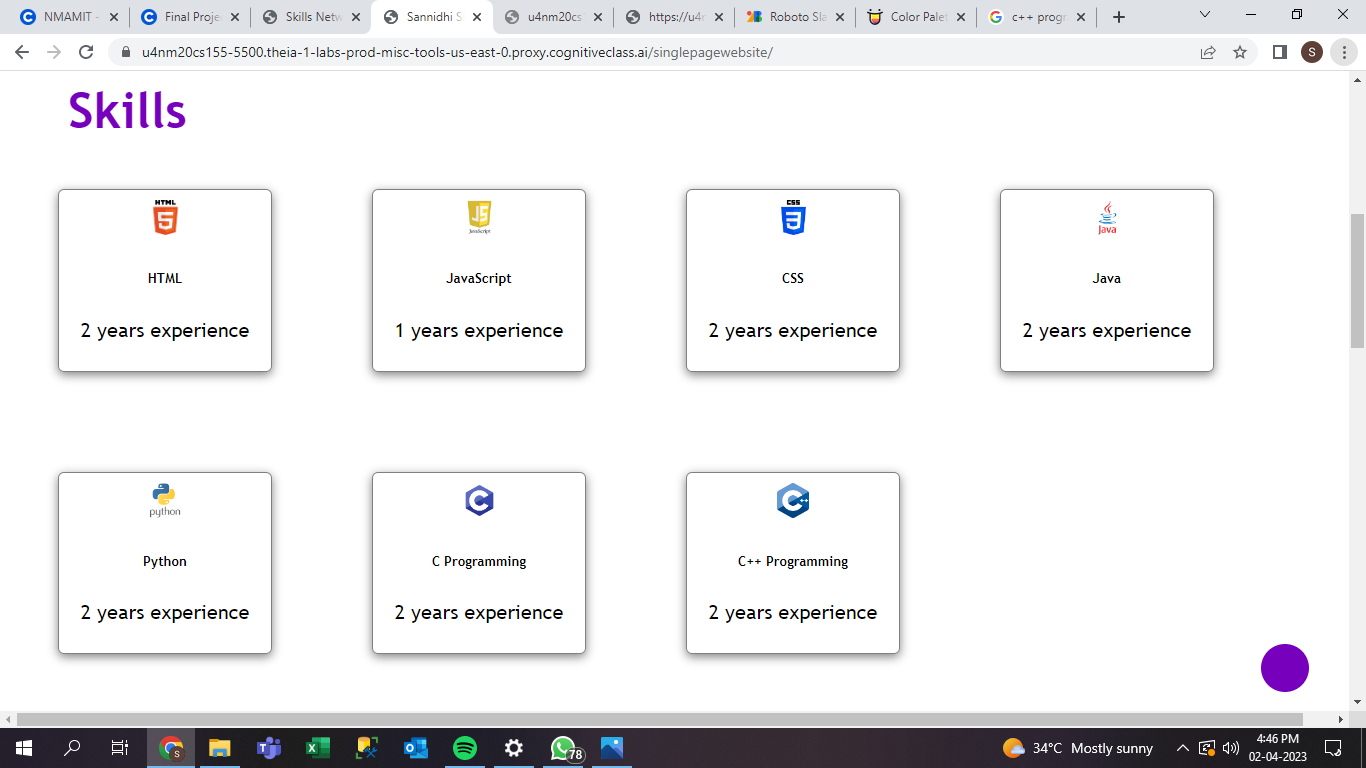 NMAMIT -
Final Proje
Skills Netw
Sannidhi S
u4nm20cs
https://u4
Roboto Sla
Color Palet
c++ progr
u4nm20cs155-5500.theia-1-labs-prod-misc-tools-us-east-0.proxy.cognitiveclass.ai/singlepagewebsite/
S
Skills
HTML
5
JS
JavaScript
CSS
3
Java
HTML
JavaScript
CSS
Java
2 years experience
1 years experience
2 years experience
2 years experience
python
C
C++
Python
C Programming
C++ Programming
2 years experience
2 years experience
2 years experience
S
78
34°C Mostly sunny
4:46 PM
02-04-2023